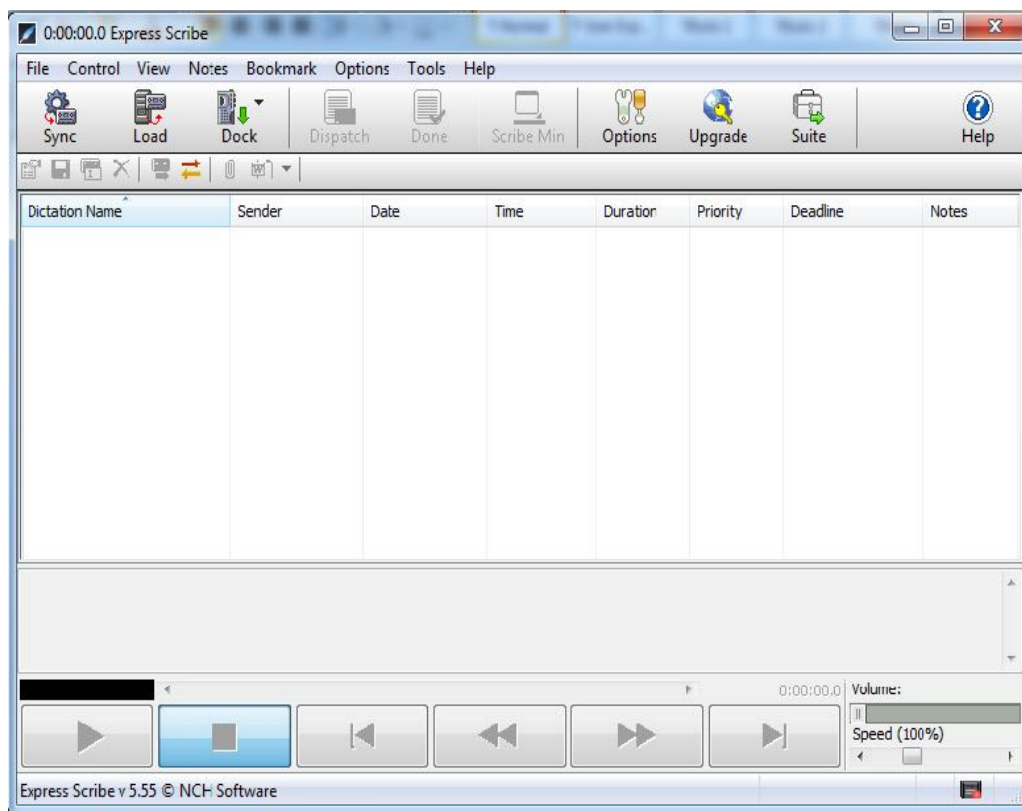 0:00:00.0 Express Scribe
File Control View Notes Bookmark Options Tools Help
Sync Load Dock Dispatch Done Scribe Min Options Upgrade Suite Help
Dictation Name Sender Date Time Duration Priority Deadline Notes
0:00:00.0 Volume:
Speed (100%)
Express Scribe v 5.55 © NCH Software